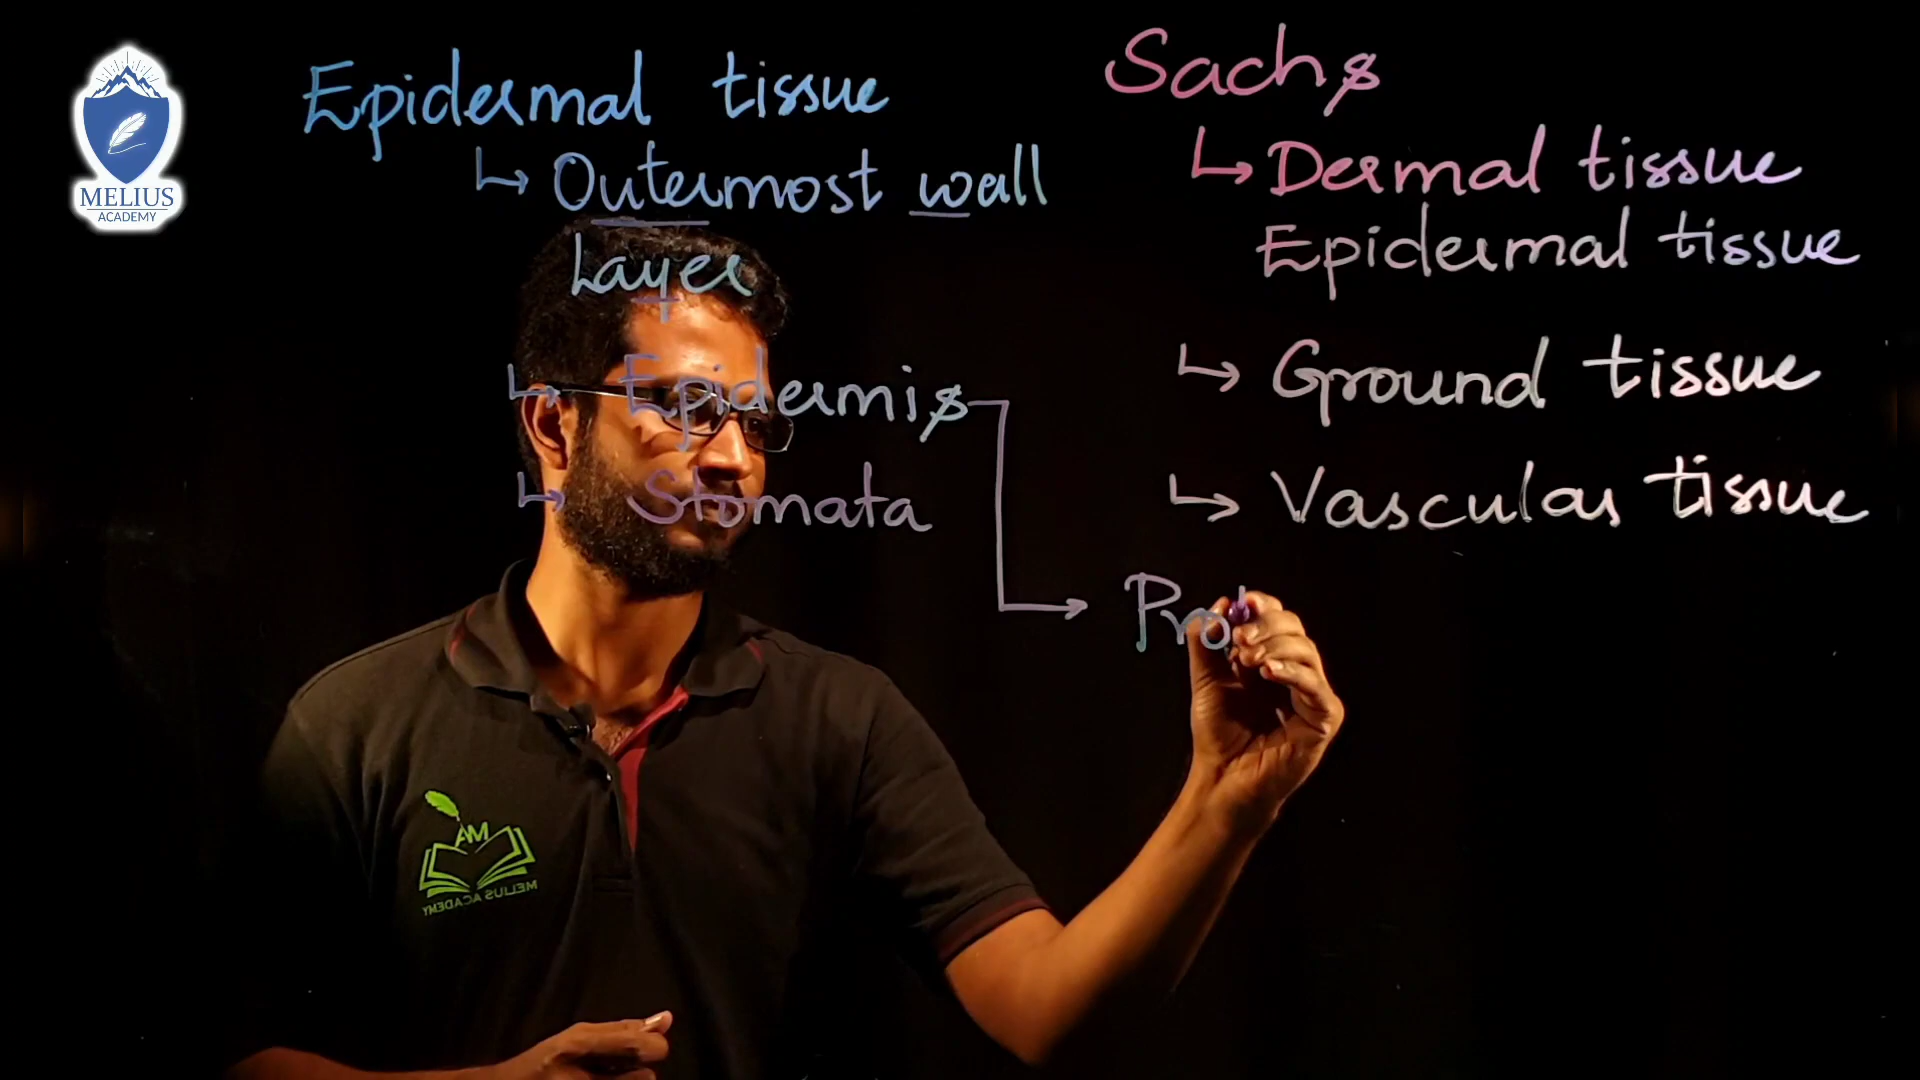 MELIUS
ACADEMY
Epidermal tissue
↳ Outermost wall
Layer
↳ Epidermis
↳ Stomata
Sachs
↳ Dermal tissue
Epidermal tissue
↳ Ground tissue
↳ Vascular tissue
→ Pro
AM
MELIUS ACADEMY